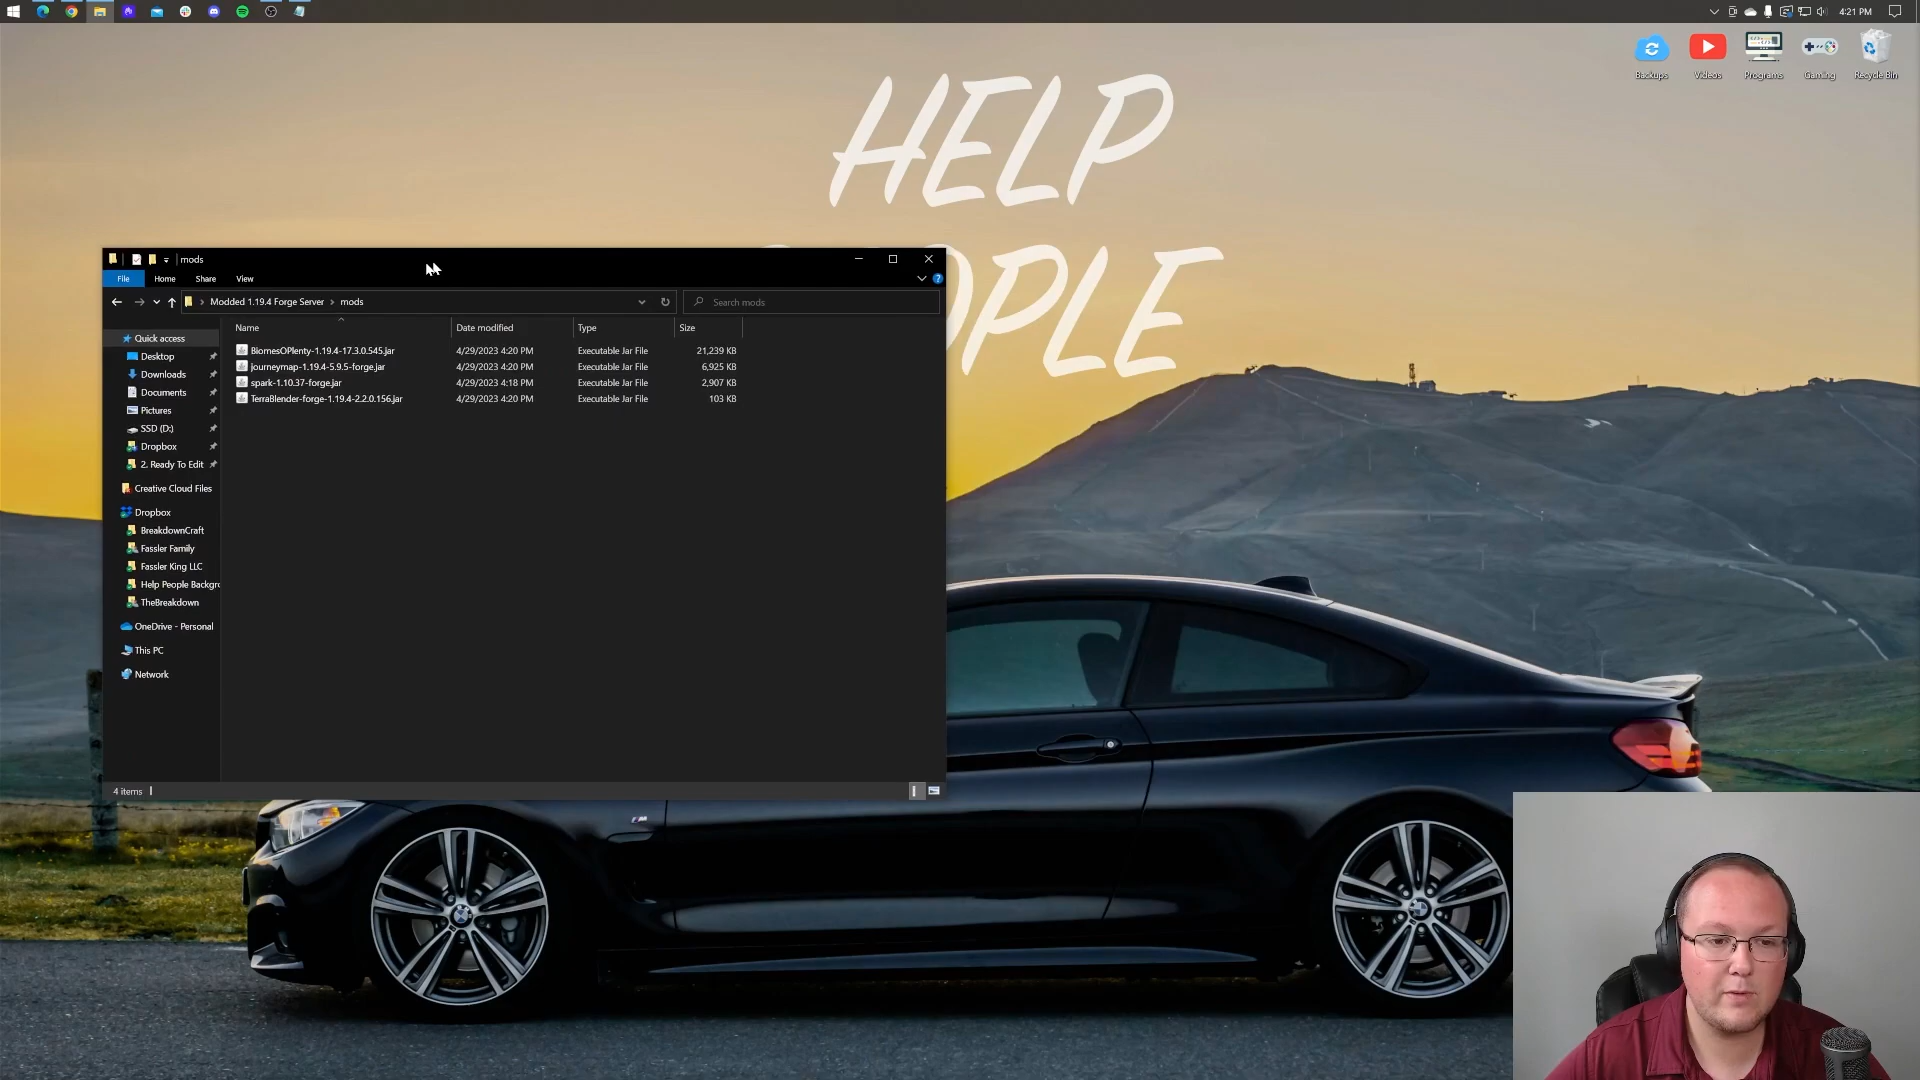 4:21 PM
Backups
Videos
Programs
Gaming
Recycle Bin
HELP
PEOPLE
mods
File
Home
Share
View
Modded 1.19.4 Forge Server
mods
Search mods
Name
Date modified
Type
Size
BiomesOPlenty-1.19.4-17.3.0.545.jar
4/29/2023 4:20 PM
Executable Jar File
21,239 KB
journeymap-1.19.4-5.9.5-forge.jar
4/29/2023 4:20 PM
Executable Jar File
6,925 KB
spark-1.10.37-forge.jar
4/29/2023 4:18 PM
Executable Jar File
2,907 KB
TerraBlender-forge-1.19.4-2.2.0.156.jar
4/29/2023 4:20 PM
Executable Jar File
103 KB
Quick access
Desktop
Downloads
Documents
Pictures
SSD (D:)
Dropbox
2. Ready To Edit
Creative Cloud Files
Dropbox
BreakdownCraft
Fassler Family
Fassler King LLC
Help People Backgro
TheBreakdown
OneDrive - Personal
This PC
Network
4 items